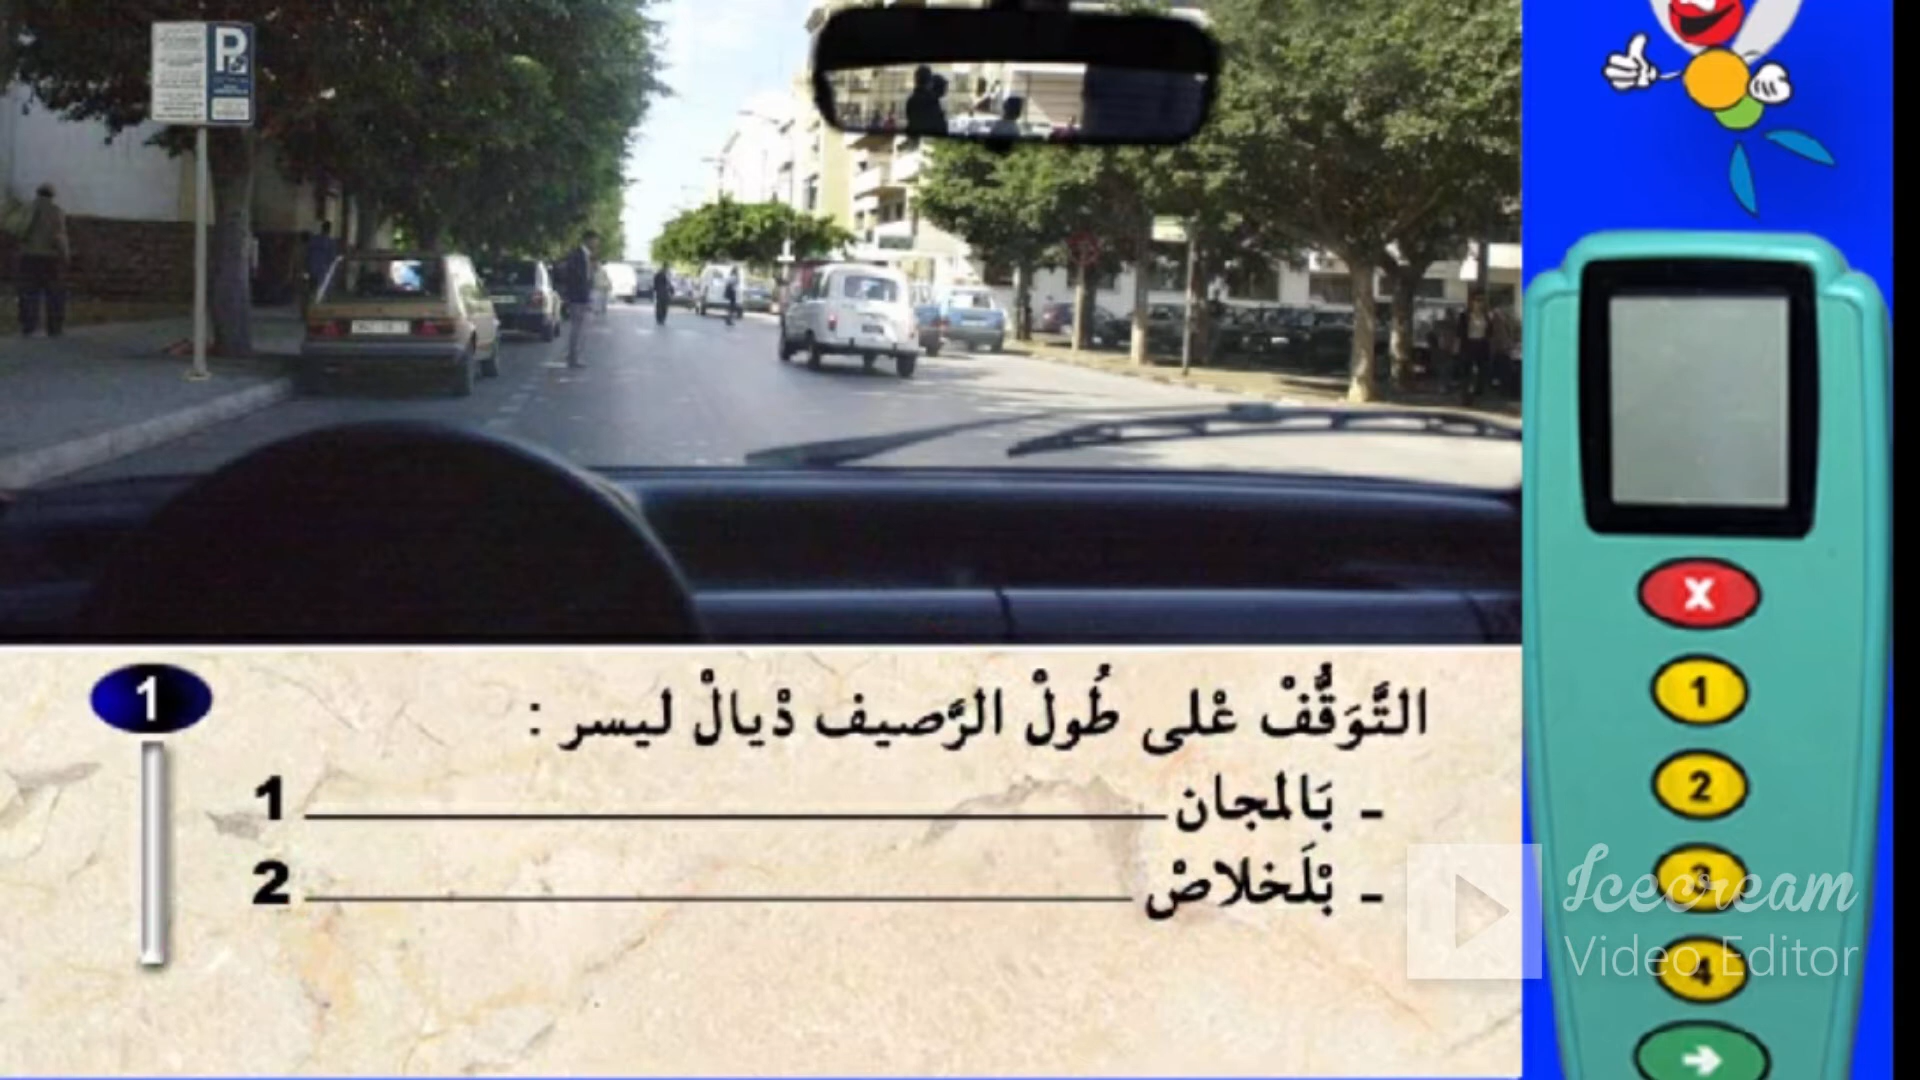 P
1
التَّوَقُّفْ عْلى طُولْ الرَّصيف دْيالْ ليسر :
- بَالمجان 1
- بْلَخلاصْ 2
X
1
2
3
4
Icecream
Video Editor